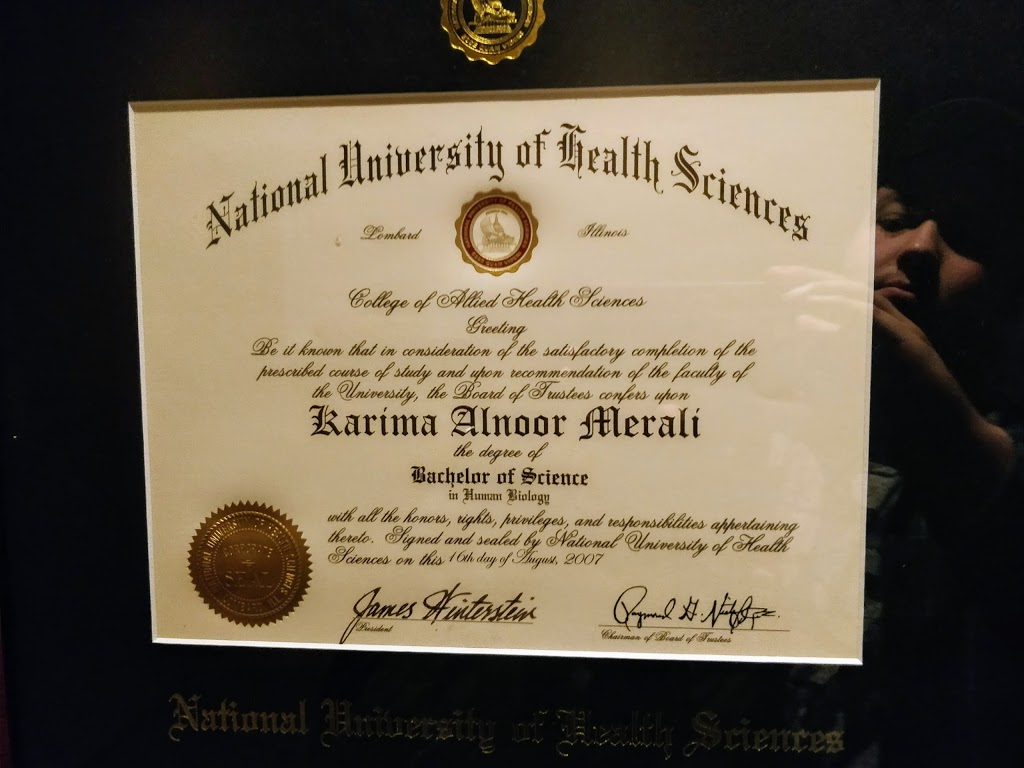 National University of Health Sciences
Lombard Illinois
College of Allied Health Sciences
Greeting
Be it known that in consideration of the satisfactory completion of the
prescribed course of study and upon recommendation of the faculty of
the University, the Board of Trustees confers upon
Karima Alnoor Merali
the degree of
Bachelor of Science
in Human Biology
with all the honors, rights, privileges, and responsibilities appertaining
thereto. Signed and sealed by National University of Health
Sciences on this 16th day of August, 2007
James Winterstein
President
Chairman of Board of Trustees
CORPORATE
SEAL
National University of Health Sciences